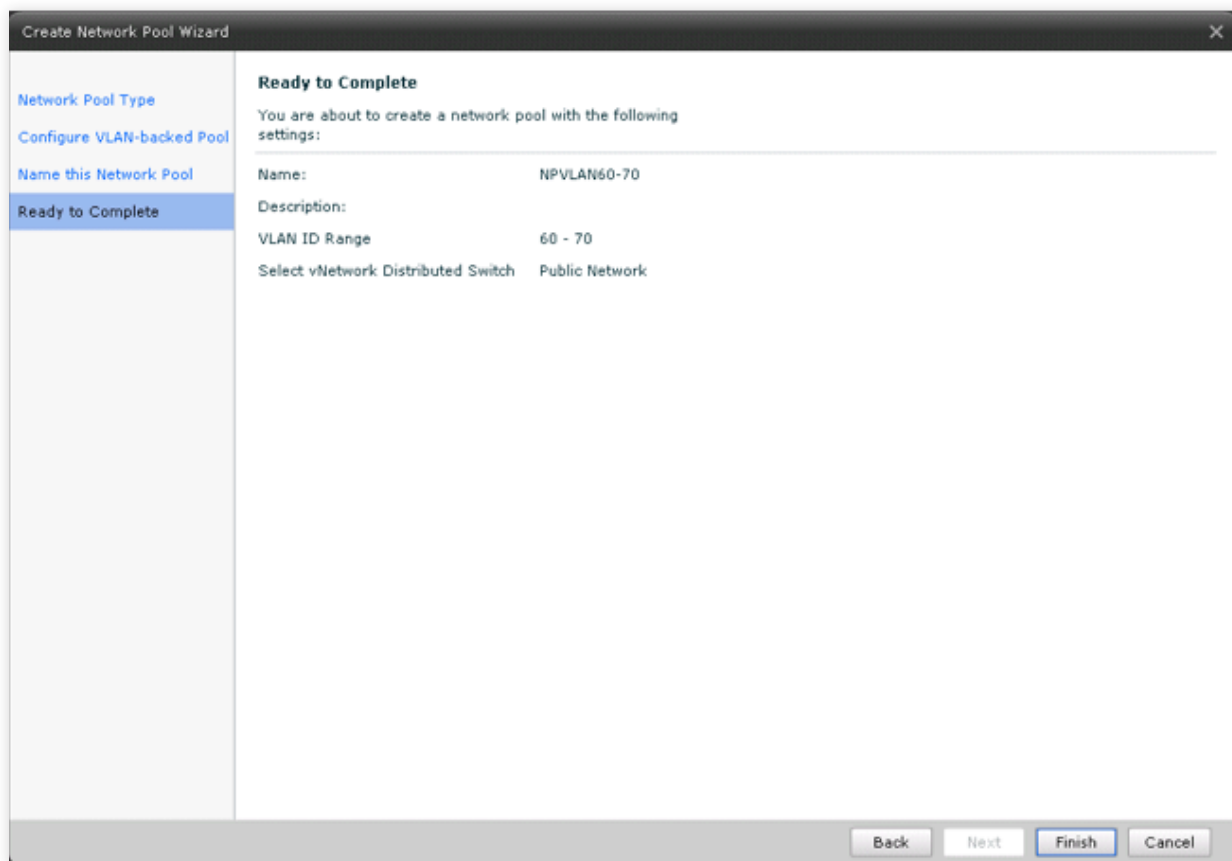 Create Network Pool Wizard
Network Pool Type
Configure VLAN-backed Pool
Name this Network Pool
Ready to Complete
Ready to Complete
You are about to create a network pool with the following
settings:
Name: NPVLAN60-70
Description:
VLAN ID Range 60 - 70
Select vNetwork Distributed Switch Public Network
Back Next Finish Cancel